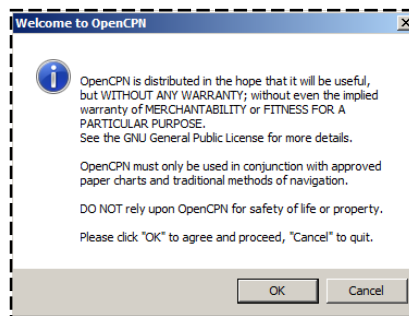 Welcome to OpenCPN
OpenCPN is distributed in the hope that it will be useful,
but WITHOUT ANY WARRANTY; without even the implied
warranty of MERCHANTABILITY or FITNESS FOR A
PARTICULAR PURPOSE.
See the GNU General Public License for more details.
OpenCPN must only be used in conjunction with approved
paper charts and traditional methods of navigation.
DO NOT rely upon OpenCPN for safety of life or property.
Please click "OK" to agree and proceed, "Cancel" to quit.
OK Cancel